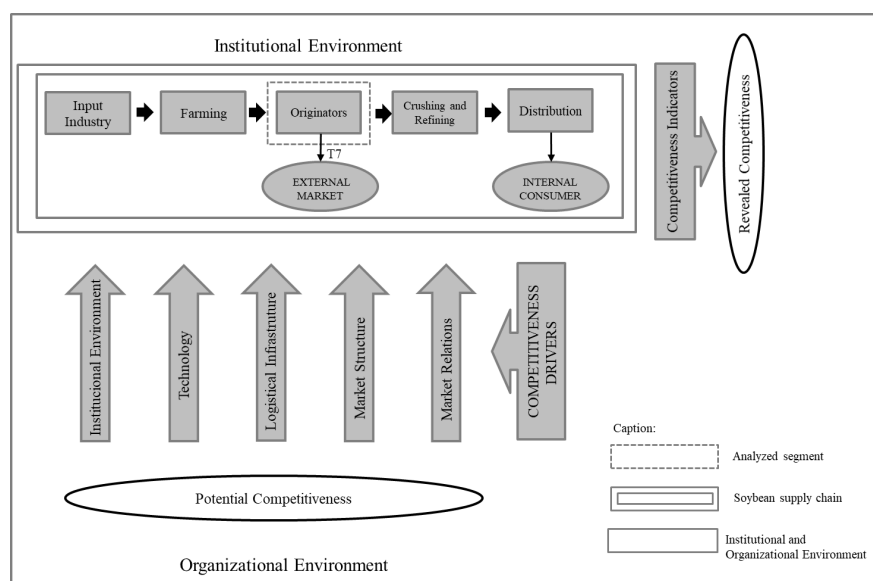 Institutional Environment
Input
Industry
Farming
Originators
Crushing and
Refining
Distribution
T7
EXTERNAL
MARKET
INTERNAL
CONSUMER
Competitiveness Indicators
Revealed Competitiveness
Institucional Environment
Technology
Logistical Infrastruture
Market Structure
Market Relations
COMPETITIVENESS
DRIVERS
Potential Competitiveness
Organizational Environment
Caption:
Analyzed segment
Soybean supply chain
Institutional and
Organizational Environment